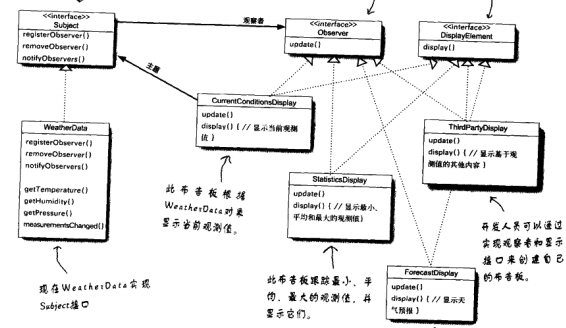 <<interface>>
Subject
registerObserver()
removeObserver()
notifyObservers()
观察者
<<interface>>
Observer
update()
<<interface>>
DisplayElement
display()
主题
WeatherData
registerObserver()
removeObserver()
notifyObservers()
getTemperature()
getHumidity()
getPressure()
measurementsChanged()
现在WeatherData实现
Subject接口
CurrentConditionsDisplay
update()
display() { // 显示当前观测
值 }
此布告板根据
WeatherData对象
显示当前观测值。
StatisticsDisplay
update()
display() { // 显示最小、
平均和最大的观测值}
此布告板跟踪最小、平
均、最大的观测值，并
显示它们。
ThirdPartyDisplay
update()
display() { // 显示基于观
测值的其他内容 }
开发人员可以通过
实现观察者和显示
接口来创建自己
的布告板。
ForecastDisplay
update()
display() { // 显示天
气预报 }